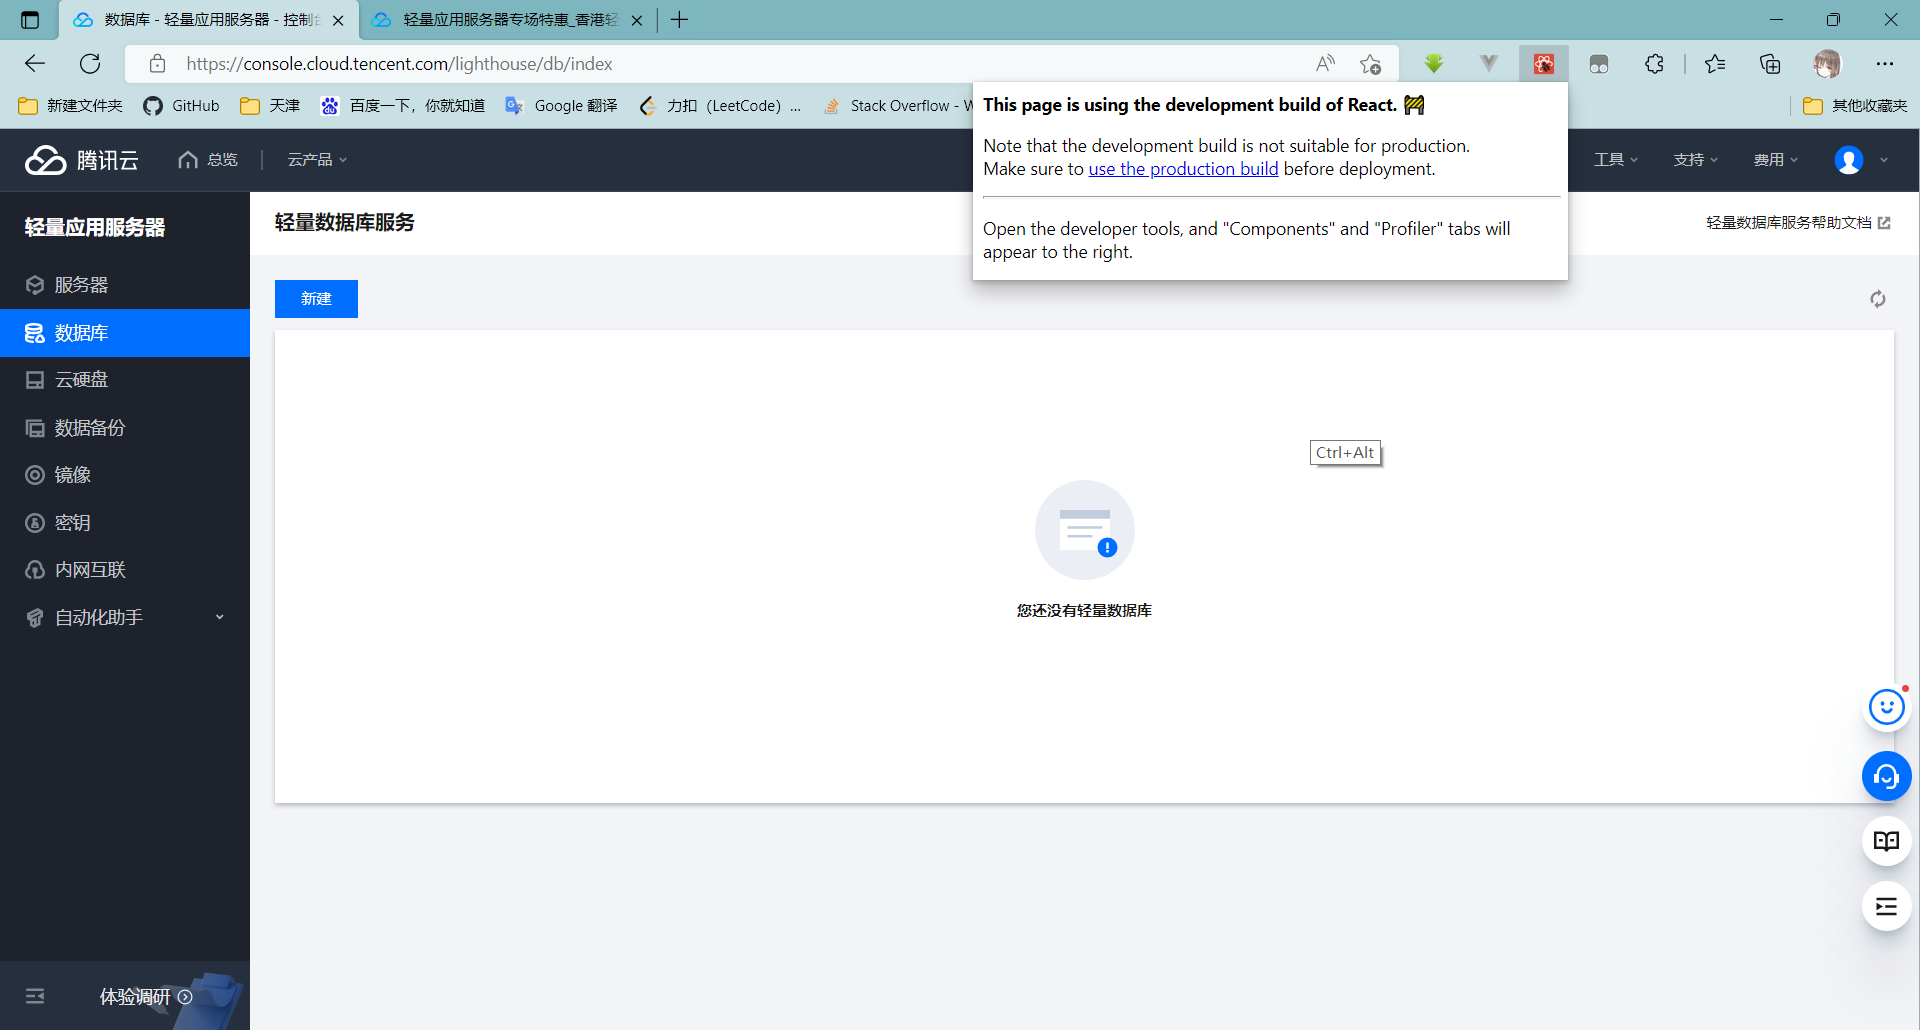 数据库 - 轻量应用服务器 - 控制台
轻量应用服务器专场特惠_香港轻
https://console.cloud.tencent.com/lighthouse/db/index
新建文件夹
GitHub
天津
百度一下，你就知道
Google 翻译
力扣（LeetCode）...
Stack Overflow - W
其他收藏夹
This page is using the development build of React. 🚧
Note that the development build is not suitable for production.
Make sure to use the production build before deployment.
Open the developer tools, and "Components" and "Profiler" tabs will
appear to the right.
腾讯云
总览
云产品
工具
支持
费用
轻量应用服务器
服务器
数据库
云硬盘
数据备份
镜像
密钥
内网互联
自动化助手
体验调研
轻量数据库服务
轻量数据库服务帮助文档
新建
Ctrl+Alt
您还没有轻量数据库